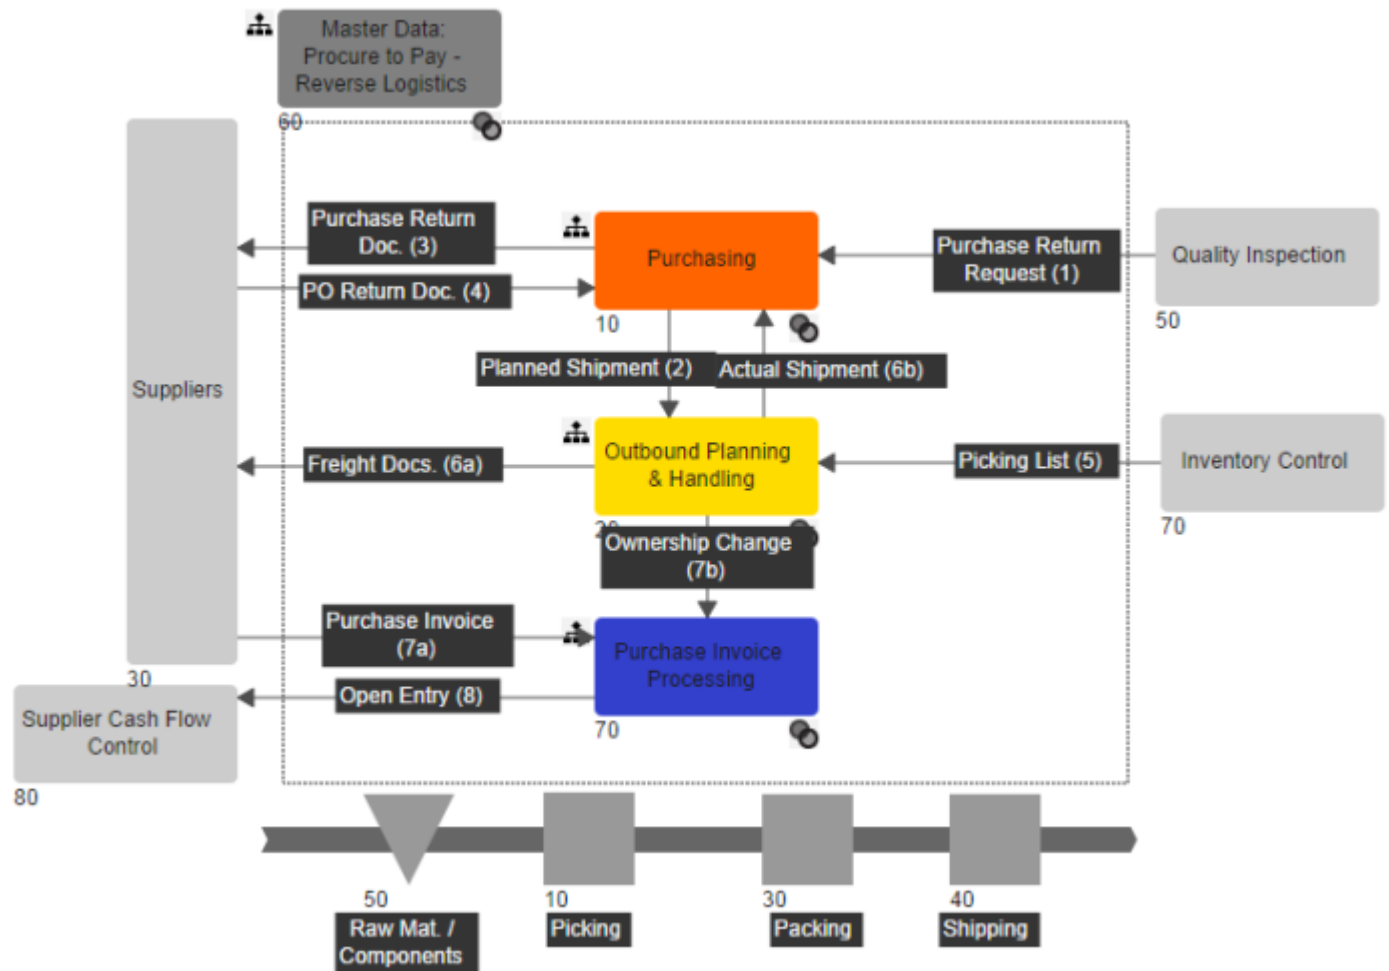 Master Data:
Procure to Pay -
Reverse Logistics
60
Purchase Return
Doc. (3)
Purchasing
Purchase Return
Request (1)
Quality Inspection
PO Return Doc. (4)
10
50
Planned Shipment (2)
Actual Shipment (6b)
Suppliers
Freight Docs. (6a)
Outbound Planning
& Handling
Picking List (5)
Inventory Control
20
70
Ownership Change
(7b)
Purchase Invoice
(7a)
Purchase Invoice
Processing
30
Open Entry (8)
Supplier Cash Flow
Control
70
80
50
10
30
40
Raw Mat. /
Components
Picking
Packing
Shipping